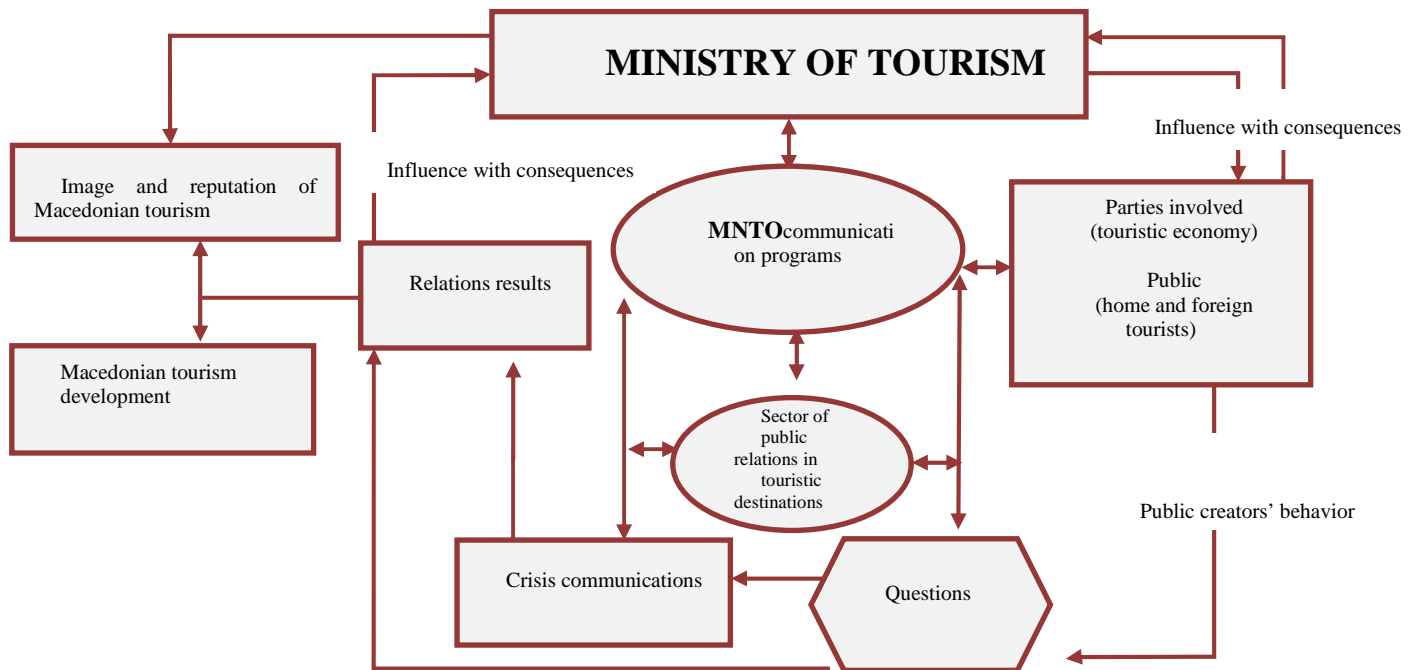 MINISTRY OF TOURISM
Influence with consequences
Image and reputation of
Macedonian tourism
Influence with consequences
MNTOcommunicati
on programs
Parties involved
(touristic economy)
Public
(home and foreign
tourists)
Relations results
Macedonian tourism
development
Sector of
public
relations in
touristic
destinations
Public creators’ behavior
Crisis communications
Questions